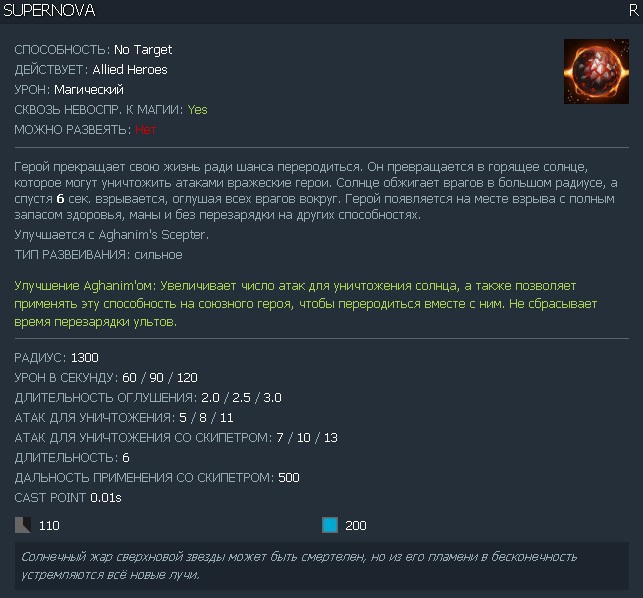 SUPERNOVA R
СПОСОБНОСТЬ: No Target
ДЕЙСТВУЕТ: Allied Heroes
УРОН: Магический
СКВОЗЬ НЕВОСПР. К МАГИИ: Yes
МОЖНО РАЗВЕЯТЬ: Нет
Герой прекращает свою жизнь ради шанса переродиться. Он превращается в горящее солнце,
которое могут уничтожить атаками вражеские герои. Солнце обжигает врагов в большом радиусе, а
спустя 6 сек. взрывается, оглушая всех врагов вокруг. Герой появляется на месте взрыва с полным
запасом здоровья, маны и без перезарядки на других способностях.
Улучшается с Aghanim's Scepter.
ТИП РАЗВЕИВАНИЯ: сильное
Улучшение Aghanim'ом: Увеличивает число атак для уничтожения солнца, а также позволяет
применять эту способность на союзного героя, чтобы переродиться вместе с ним. Не сбрасывает
время перезарядки ультов.
РАДИУС: 1300
УРОН В СЕКУНДУ: 60 / 90 / 120
ДЛИТЕЛЬНОСТЬ ОГЛУШЕНИЯ: 2.0 / 2.5 / 3.0
АТАК ДЛЯ УНИЧТОЖЕНИЯ: 5 / 8 / 11
АТАК ДЛЯ УНИЧТОЖЕНИЯ СО СКИПЕТРОМ: 7 / 10 / 13
ДЛИТЕЛЬНОСТЬ: 6
ДАЛЬНОСТЬ ПРИМЕНЕНИЯ СО СКИПЕТРОМ: 500
CAST POINT 0.01s
110 200
Солнечный жар сверхновой звезды может быть смертелен, но из его пламени в бесконечность
устремляются всё новые лучи.